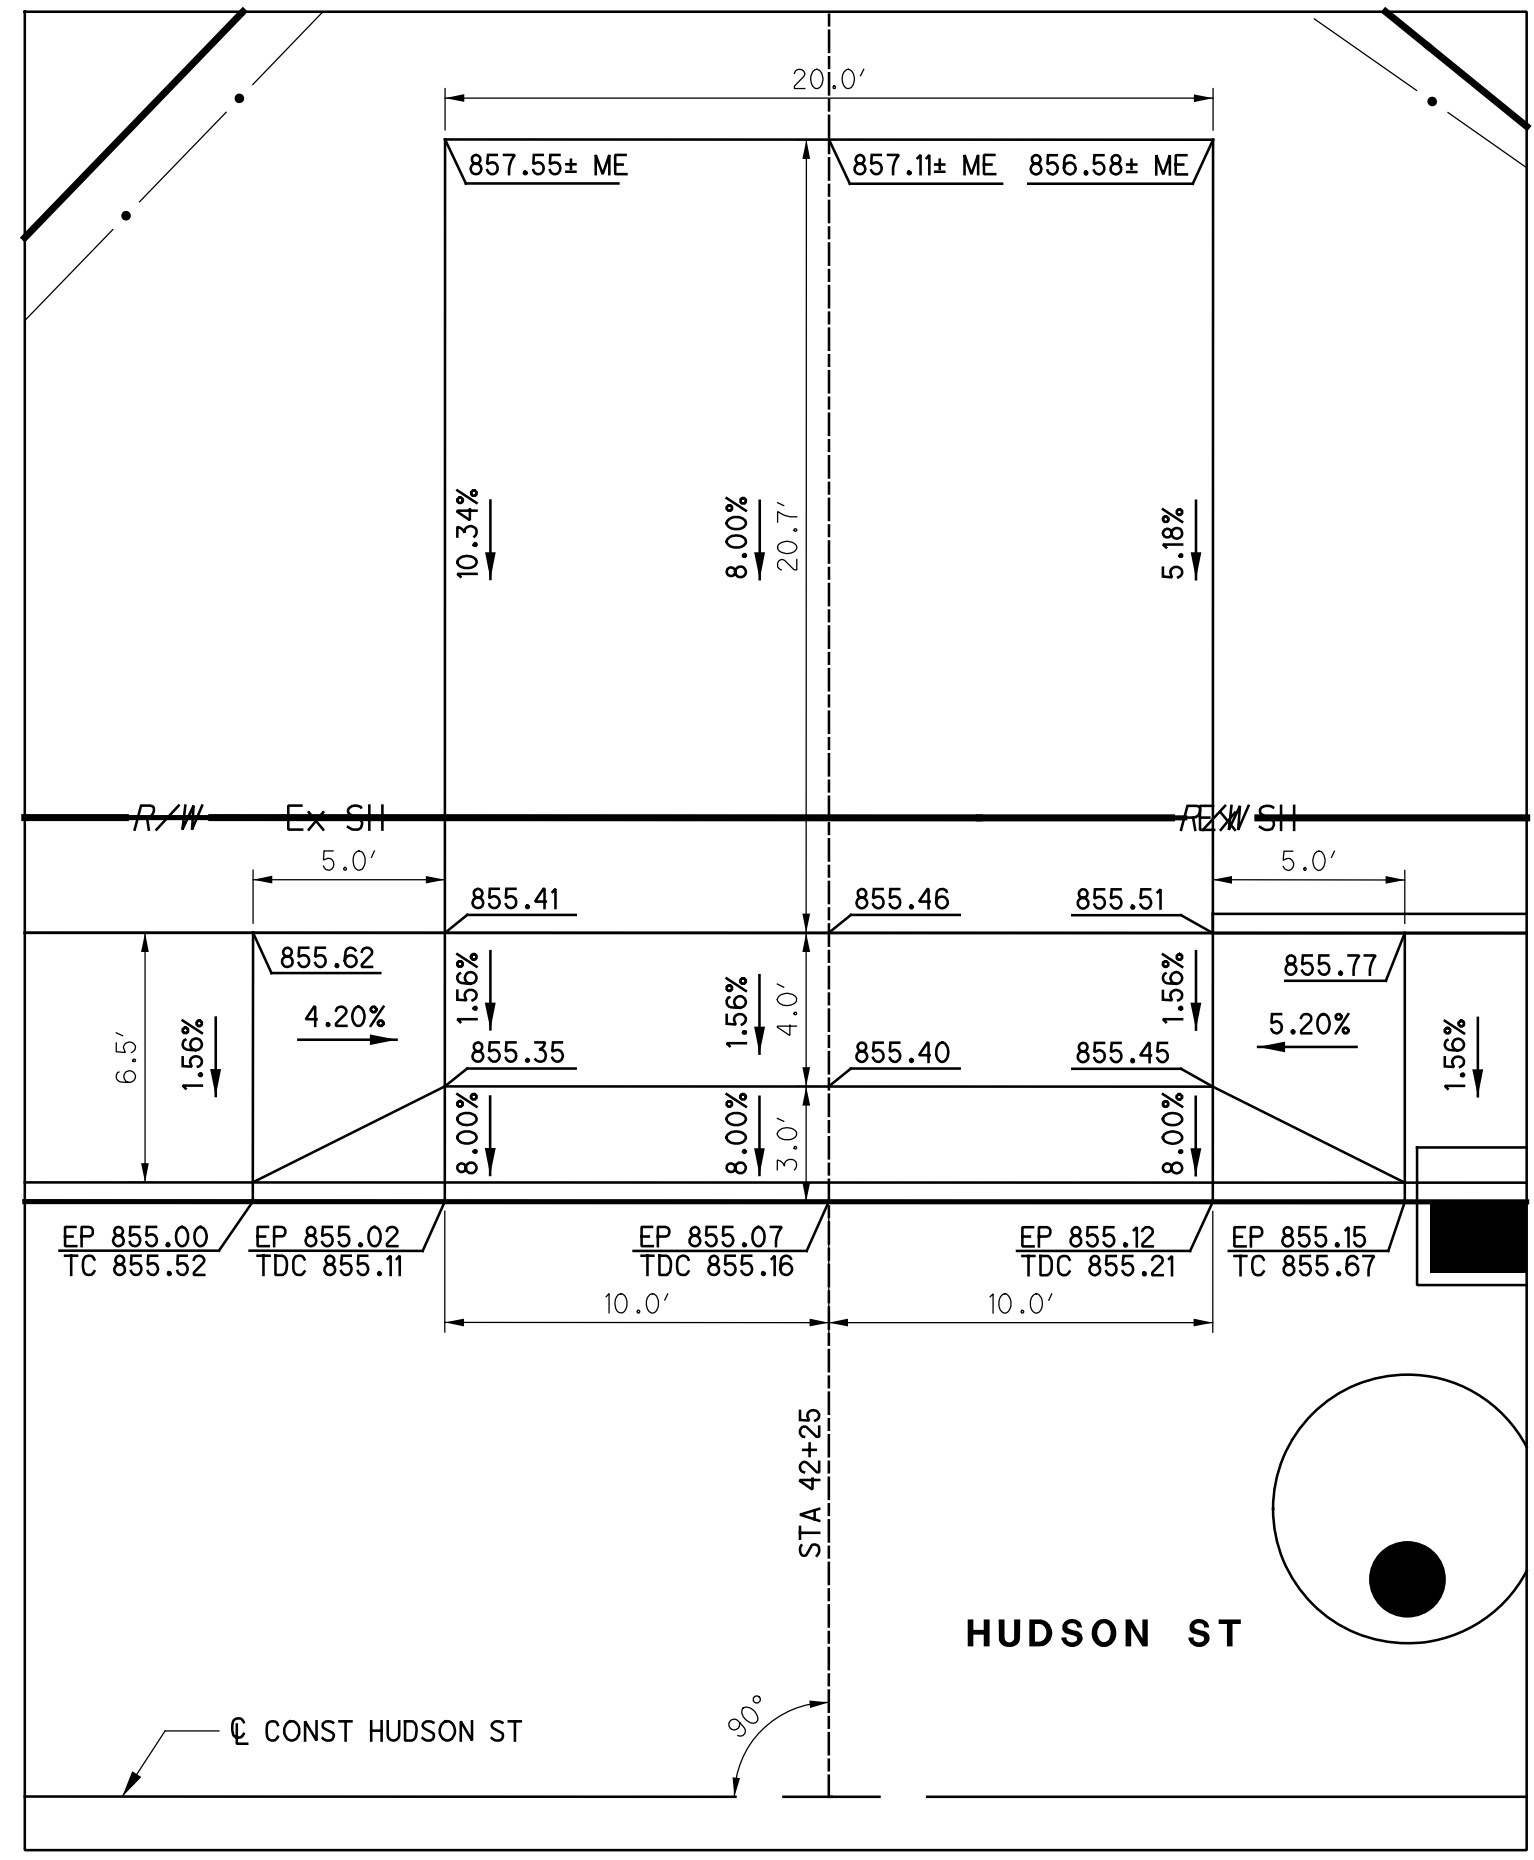 20.0′
857.55± ME
857.11± ME
856.58± ME
10.34%
8.00%
20.7′
5.18%
R/W
Ex SH
R/W
Ex SH
5.0′
5.0′
855.41
855.46
855.51
855.62
855.77
1.56%
1.56%
1.56%
4.0′
4.20%
5.20%
6.5′
1.56%
1.56%
855.35
855.40
855.45
8.00%
8.00%
3.0′
8.00%
EP 855.00
TC 855.52
EP 855.02
TDC 855.11
EP 855.07
TDC 855.16
EP 855.12
TDC 855.21
EP 855.15
TC 855.67
10.0′
10.0′
STA 42+25
HUDSON ST
90°
℄ CONST HUDSON ST